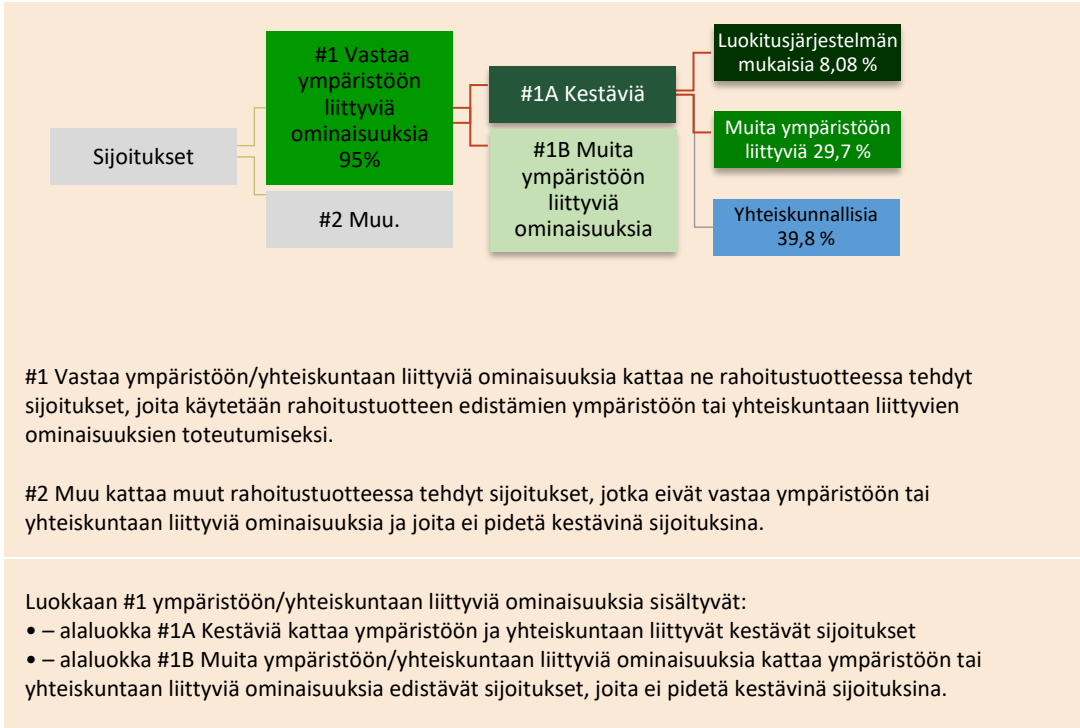 Sijoitukset
#1 Vastaa
ympäristöön
liittyviä
ominaisuuksia
95%
#2 Muu.
#1A Kestäviä
#1B Muita
ympäristöön
liittyviä
ominaisuuksia
Luokitusjärjestelmän
mukaisia 8,08 %
Muita ympäristöön
liittyviä 29,7 %
Yhteiskunnallisia
39,8 %
#1 Vastaa ympäristöön/yhteiskuntaan liittyviä ominaisuuksia kattaa ne rahoitustuotteessa tehdyt
sijoitukset, joita käytetään rahoitustuotteen edistämien ympäristöön tai yhteiskuntaan liittyvien
ominaisuuksien toteutumiseksi.
#2 Muu kattaa muut rahoitustuotteessa tehdyt sijoitukset, jotka eivät vastaa ympäristöön tai
yhteiskuntaan liittyviä ominaisuuksia ja joita ei pidetä kestävinä sijoituksina.
Luokkaan #1 ympäristöön/yhteiskuntaan liittyviä ominaisuuksia sisältyvät:
• – alaluokka #1A Kestäviä kattaa ympäristöön ja yhteiskuntaan liittyvät kestävät sijoitukset
• – alaluokka #1B Muita ympäristöön/yhteiskuntaan liittyviä ominaisuuksia kattaa ympäristöön tai
yhteiskuntaan liittyviä ominaisuuksia edistävät sijoitukset, joita ei pidetä kestävinä sijoituksina.